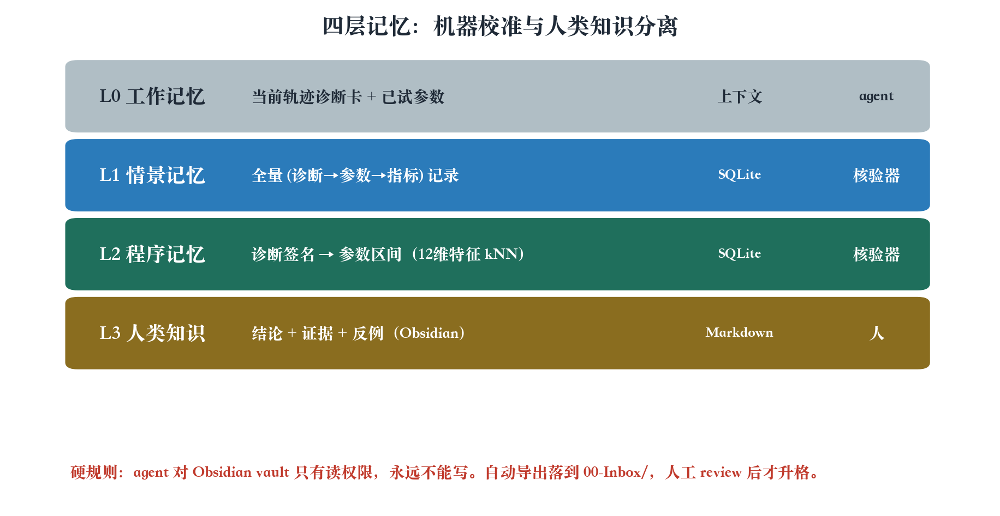 四层记忆：机器校准与人类知识分离
L0 工作记忆 当前轨迹诊断卡 + 已试参数 上下文 agent
L1 情景记忆 全量 (诊断→参数→指标) 记录 SQLite 核验器
L2 程序记忆 诊断签名 → 参数区间（12维特征 kNN） SQLite 核验器
L3 人类知识 结论 + 证据 + 反例（Obsidian） Markdown 人
硬规则：agent 对 Obsidian vault 只有读权限，永远不能写。自动导出落到 00-Inbox/，人工 review 后才升格。